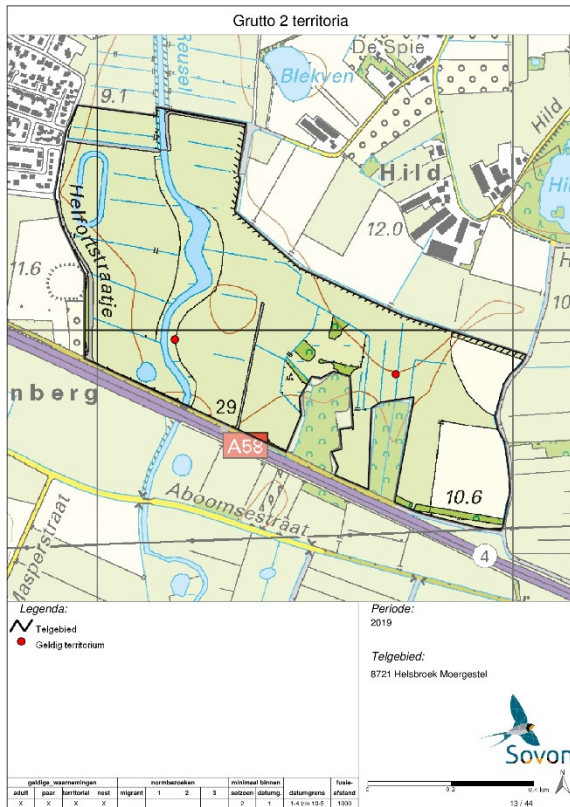 Grutto 2 territoria
De Spie
Reusel
Blekven
9.1
Hild
Hild
12.0
Helfortstraatje
11.6
nberg
29
A58
10.6
Aboomsestraat
Masperstraat
4
Legenda:
Telgebied
Geldig territorium
Periode:
2019
Telgebied:
8721 Helsbroek Moergestel
Sovon
0 0.2 0.4 km
13 / 44
geldige_waarnemingen normbezoeken minimaal binnen fusie-
adult paar territorial nest migrant 1 2 3 seizoen datumg. datumgrens afstand
X X X X 2 1 1-4 t/m 10-5 1000